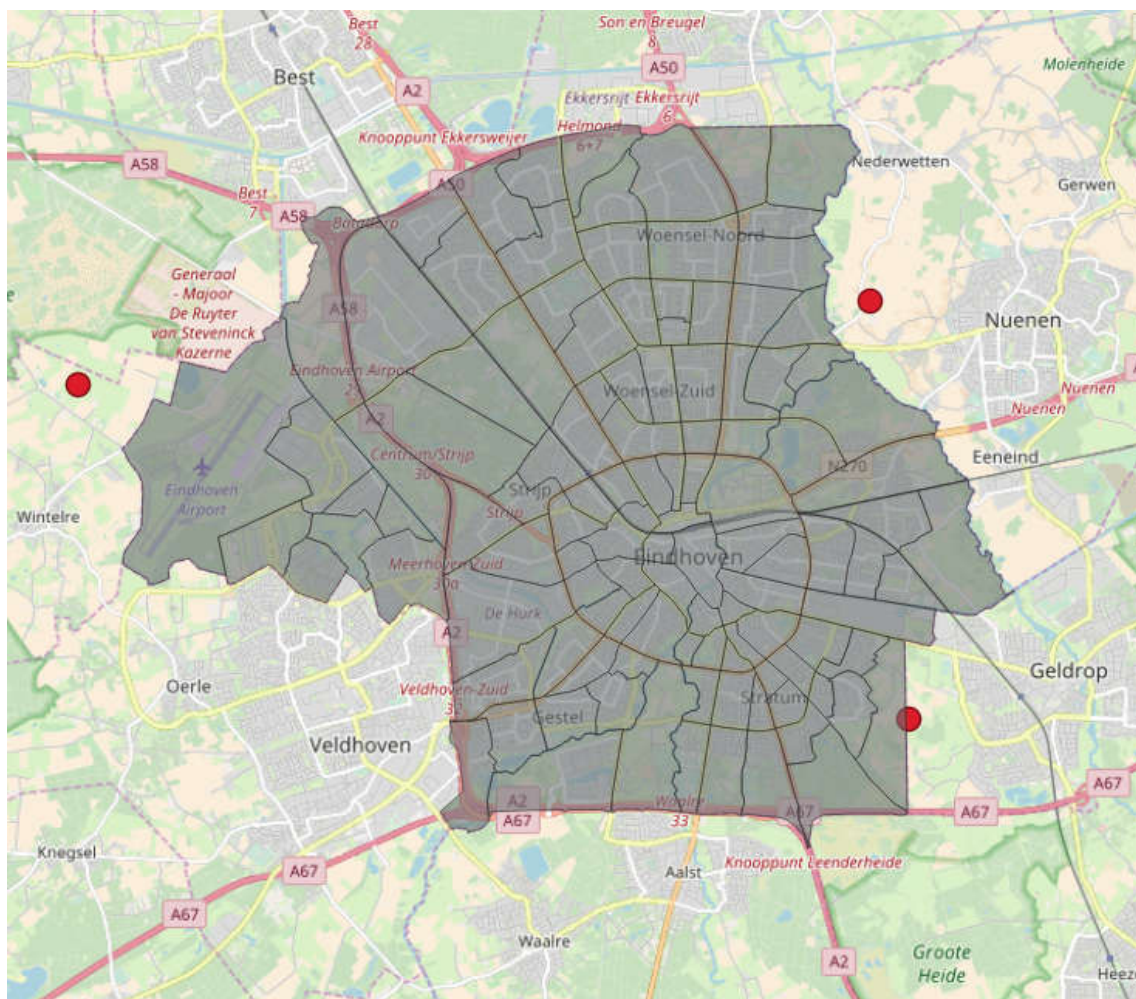 Best
28
Son en Breugel
8
A50
Molenheide
Best
A2
Ekkersrijt
Ekkersrijt
6
Helmond
6+7
Knooppunt Ekkersweijer
A58
Nederwetten
Gerwen
A50
Best
7
A58
Batadorp
Woensel-Noord
Generaal
- Majoor
De Ruyter
van Steveninck
Kazerne
A58
Nuenen
Eindhoven Airport
29
Woensel-Zuid
Nuenen
Nuenen
A2
Centrum/Strijp
30
Eeneind
N270
Strijp
Strijp
Eindhoven
Airport
Wintelre
Eindhoven
Meerhoven-Zuid
30a
De Hurk
A2
Oerle
Geldrop
Veldhoven-Zuid
32
Stratum
Gestel
Veldhoven
A2
A67
Waalre
33
A67
A67
A67
Knegsel
A67
Aalst
Knooppunt Leenderheide
A67
Waalre
A2
Groote
Heide
Heeze